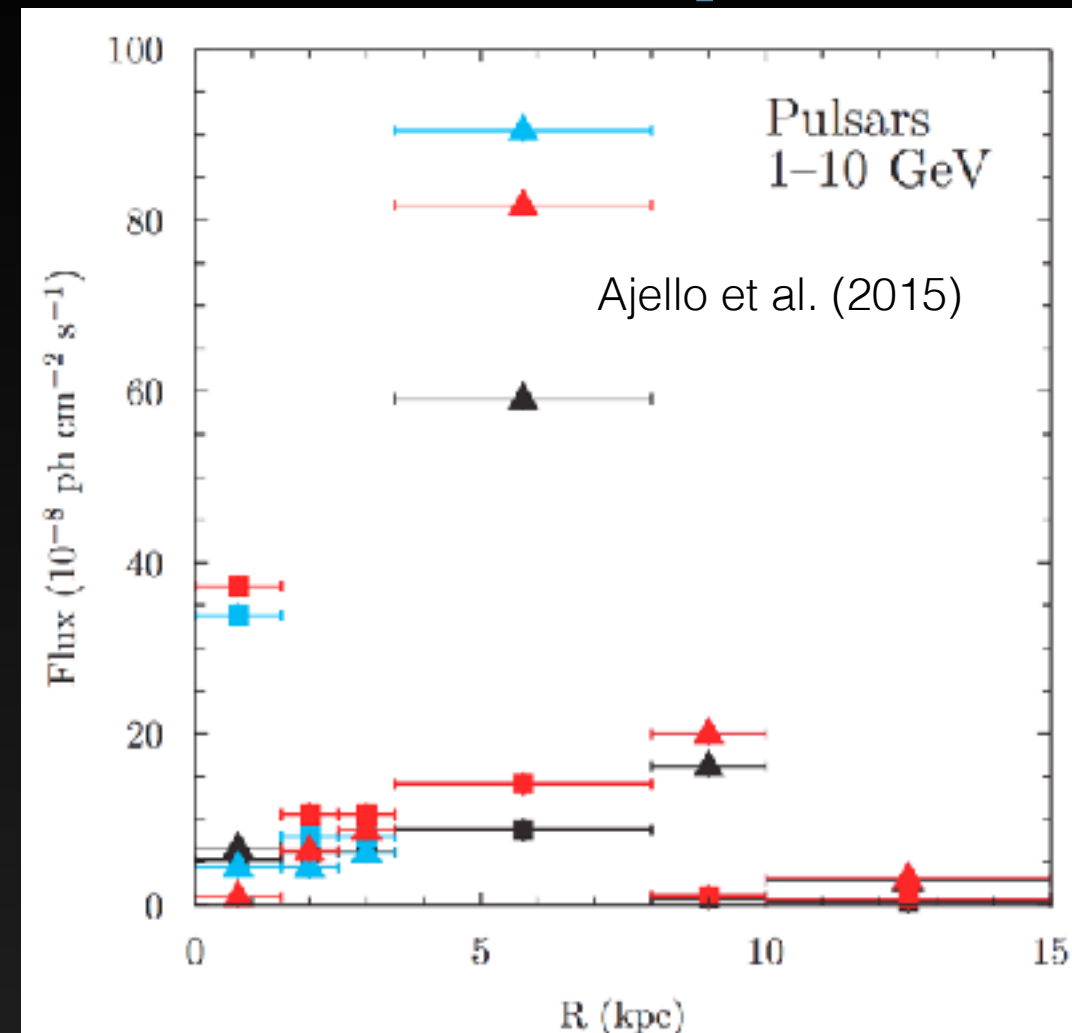 100
80
60
40
20
0
0 5 10 15
R (kpc)
Flux (10⁻⁸ ph cm⁻² s⁻¹)
Pulsars
1–10 GeV
Ajello et al. (2015)